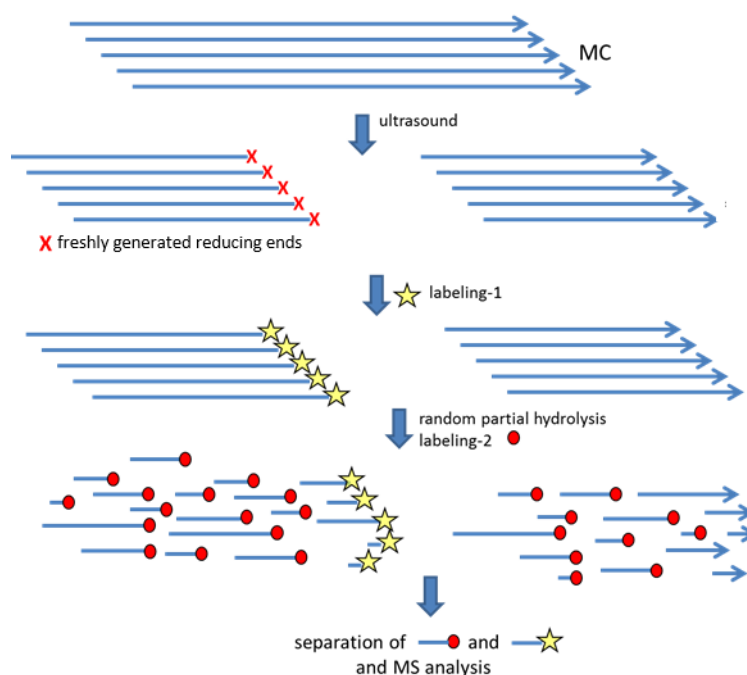 MC
ultrasound
X freshly generated reducing ends
labeling-1
random partial hydrolysis
labeling-2
separation of and
and MS analysis